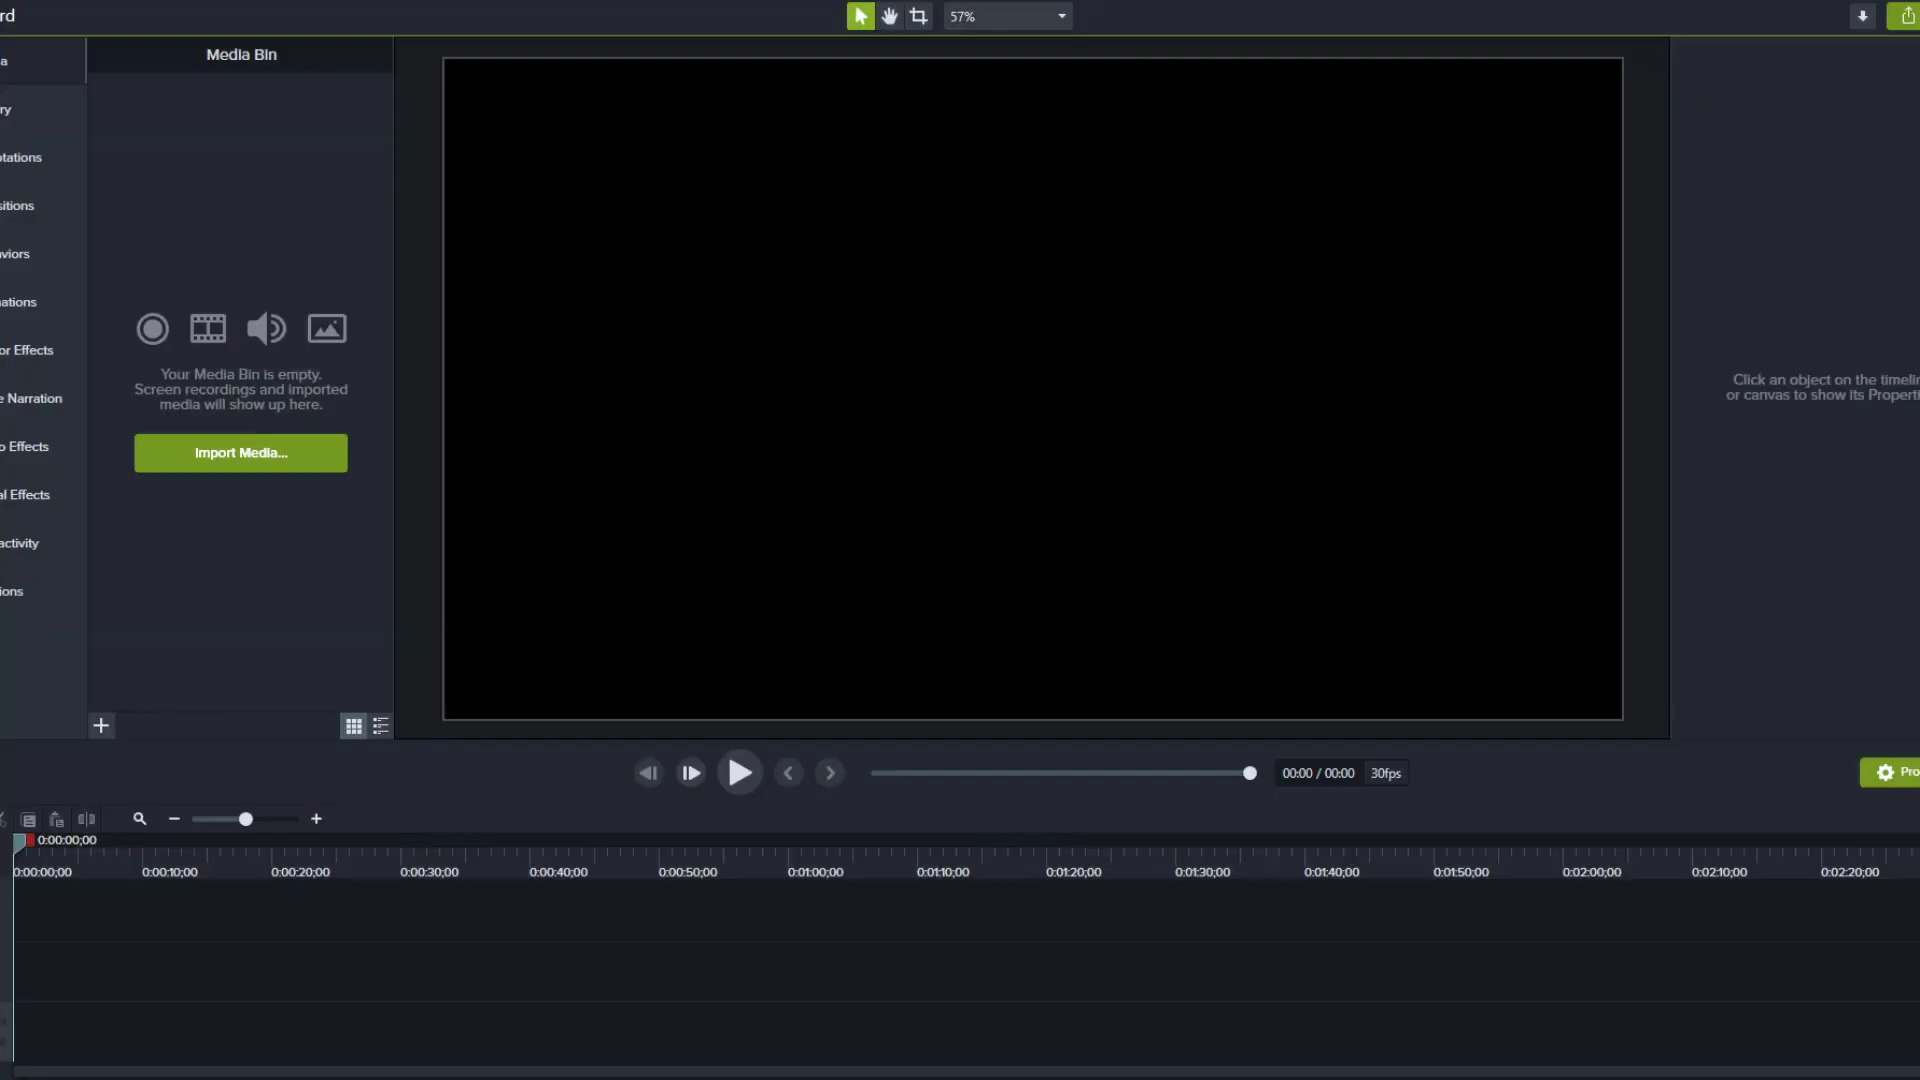 rd
57%
Media Bin
a
ry
otations
sitions
aviors
ations
or Effects
e Narration
o Effects
al Effects
activity
ions
Your Media Bin is empty.
Screen recordings and imported
media will show up here.
Import Media...
Click an object on the timelin
or canvas to show its Properti
00:00 / 00:00
30fps
Pro
0:00:00;00
0:00:00;00
0:00:10;00
0:00:20;00
0:00:30;00
0:00:40;00
0:00:50;00
0:01:00;00
0:01:10;00
0:01:20;00
0:01:30;00
0:01:40;00
0:01:50;00
0:02:00;00
0:02:10;00
0:02:20;00